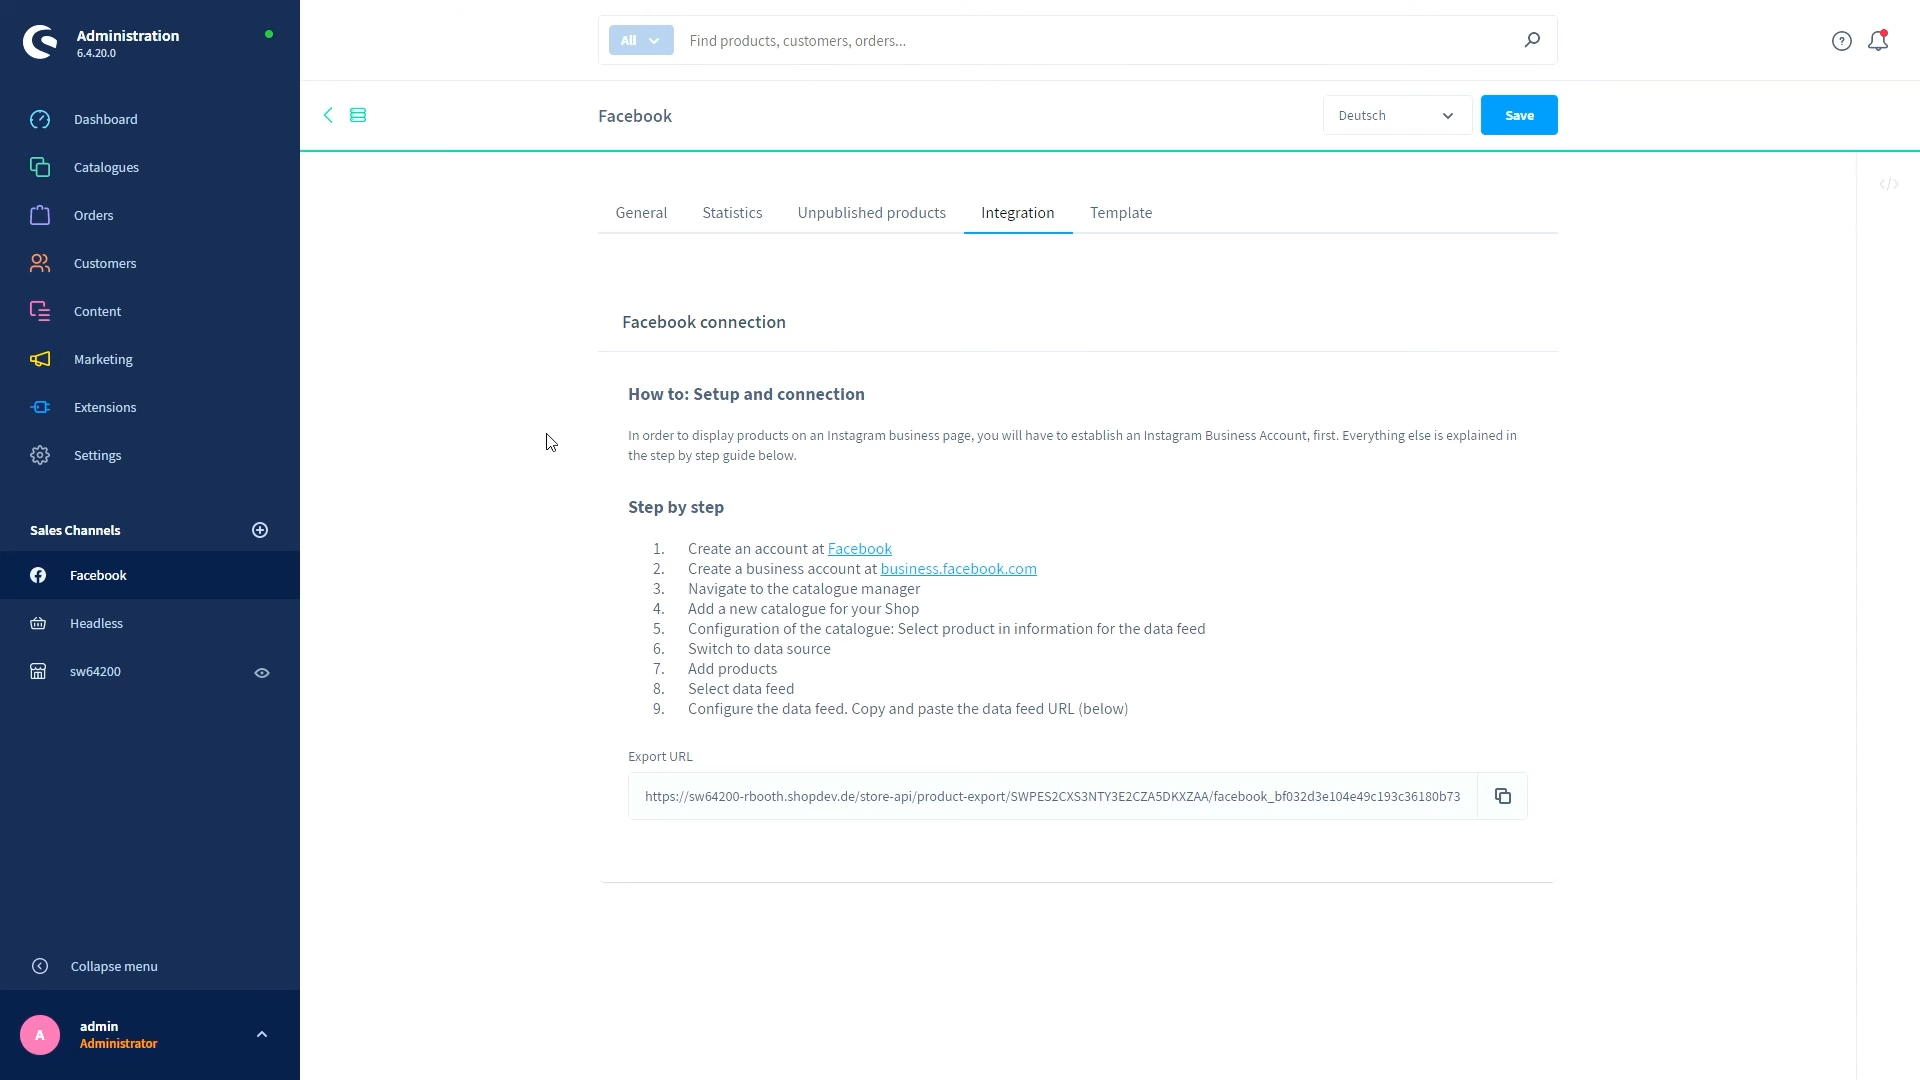 Administration
6.4.20.0
All
Find products, customers, orders...
Facebook
Deutsch
Save
Dashboard
Catalogues
Orders
Customers
Content
Marketing
Extensions
Settings
Sales Channels
Facebook
Headless
sw64200
Collapse menu
A
admin
Administrator
General
Statistics
Unpublished products
Integration
Template
Facebook connection
How to: Setup and connection
In order to display products on an Instagram business page, you will have to establish an Instagram Business Account, first. Everything else is explained in
the step by step guide below.
Step by step
1. Create an account at Facebook
2. Create a business account at business.facebook.com
3. Navigate to the catalogue manager
4. Add a new catalogue for your Shop
5. Configuration of the catalogue: Select product in information for the data feed
6. Switch to data source
7. Add products
8. Select data feed
9. Configure the data feed. Copy and paste the data feed URL (below)
Export URL
https://sw64200-rbooth.shopdev.de/store-api/product-export/SWPES2CXS3NTY3E2CZA5DKXZAA/facebook_bf032d3e104e49c193c36180b73